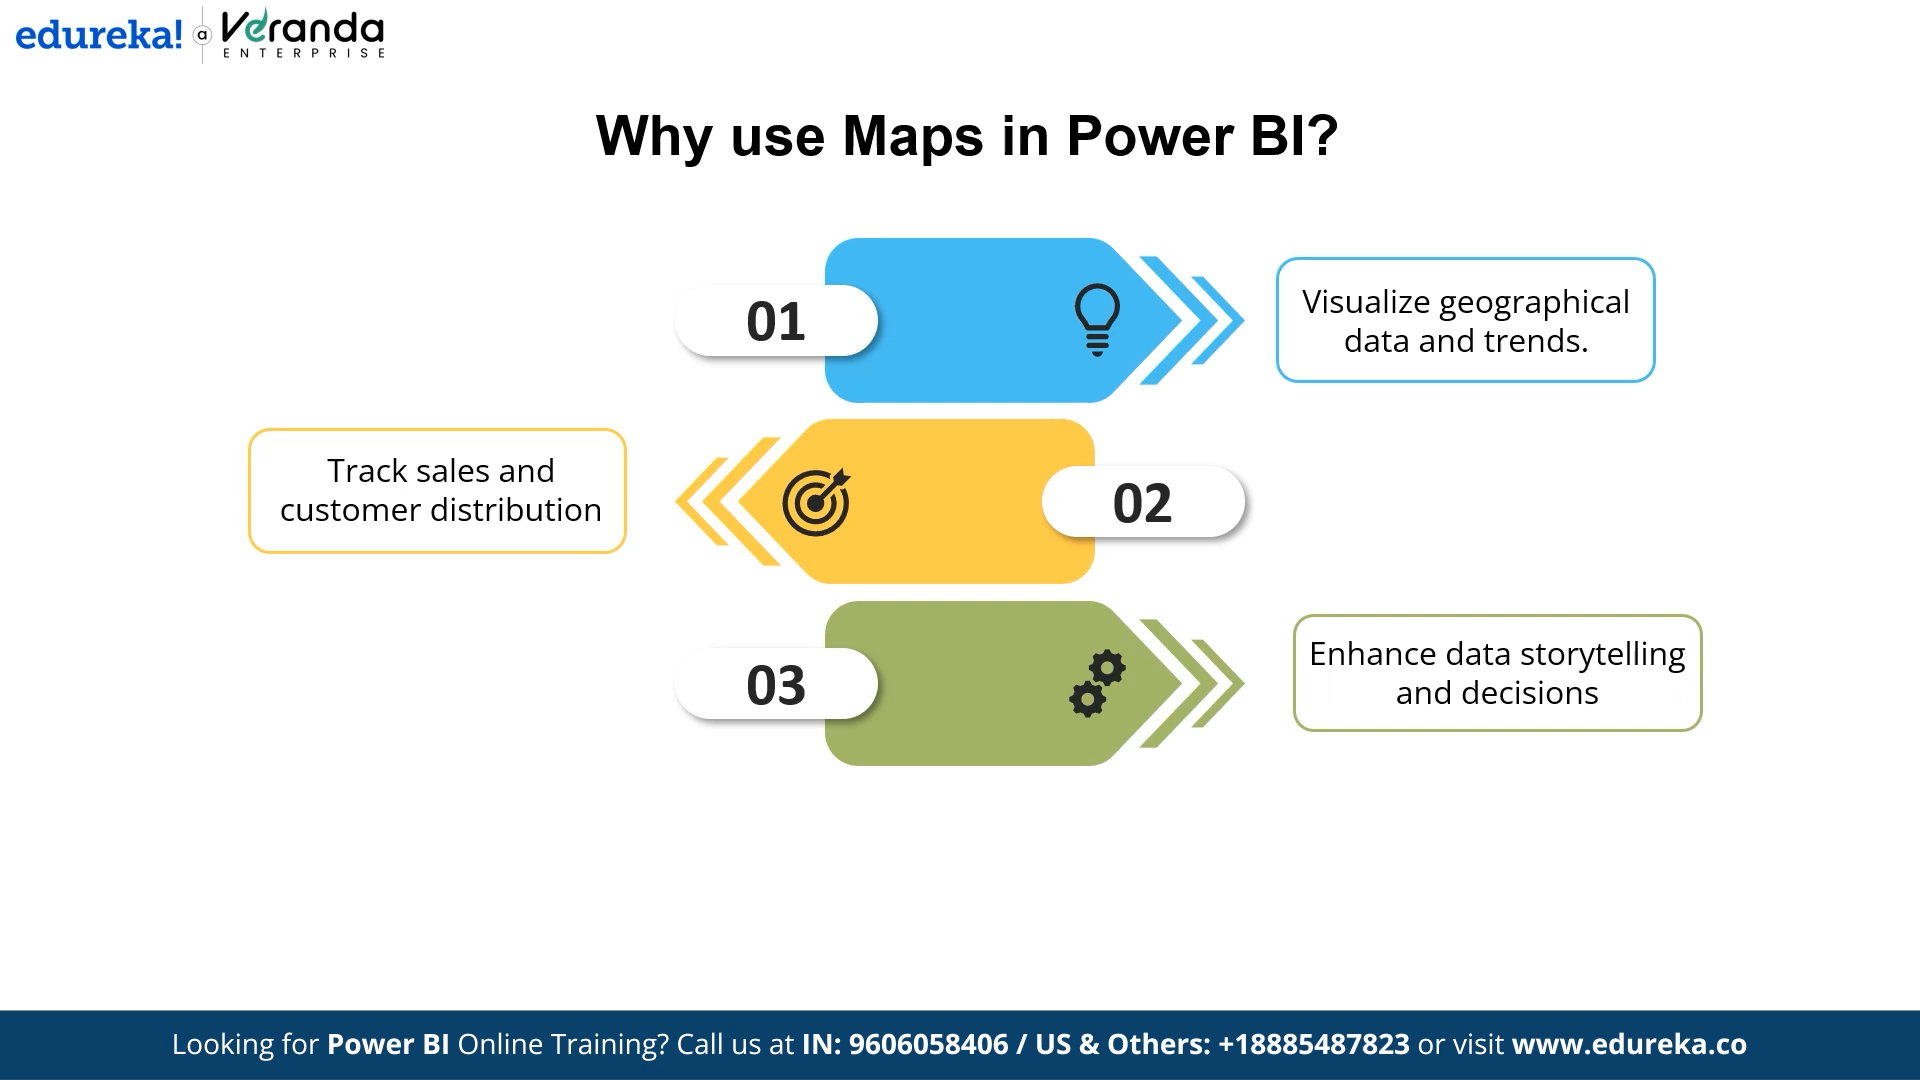 edureka! a Veranda
ENTERPRISE
Why use Maps in Power BI?
01
Visualize geographical
data and trends.
Track sales and
customer distribution
02
03
Enhance data storytelling
and decisions
Looking for Power BI Online Training? Call us at IN: 9606058406 / US & Others: +18885487823 or visit www.edureka.co